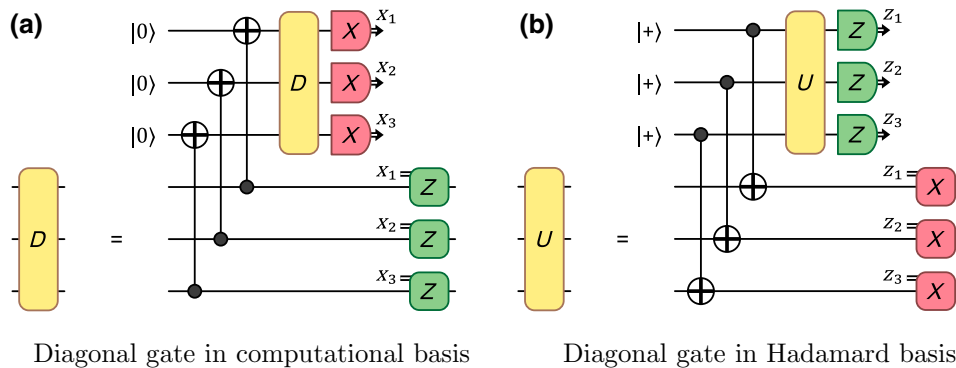 (a)
|0⟩ X x₁
|0⟩ D X x₂
|0⟩ X x₃
x₁ Z
D = x₂ Z
x₃ Z
Diagonal gate in computational basis
(b)
|+⟩ Z z₁
|+⟩ U Z z₂
|+⟩ Z z₃
z₁ X
U = z₂ X
z₃ X
Diagonal gate in Hadamard basis